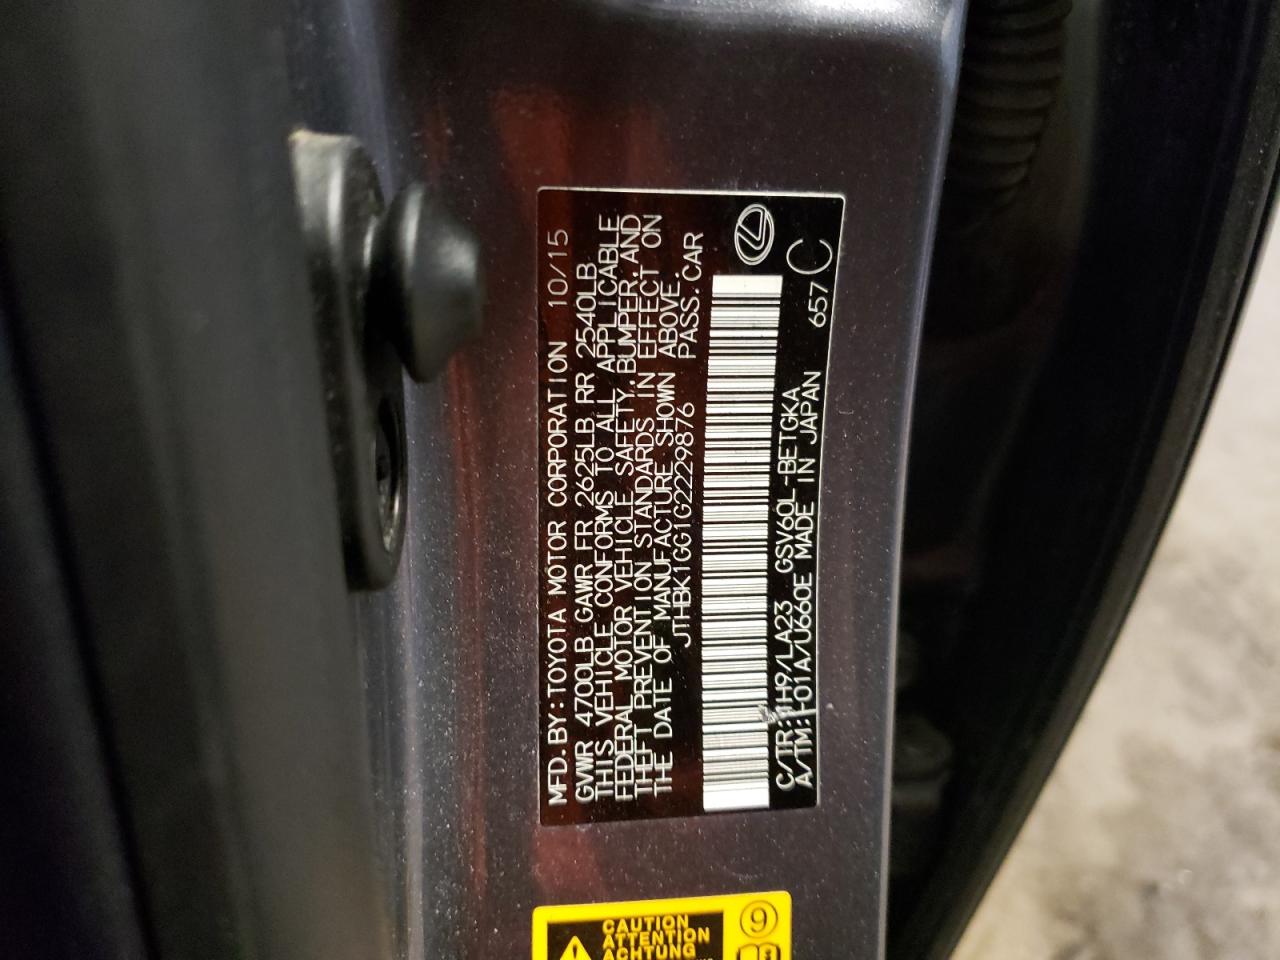 MFD.BY:TOYOTA MOTOR CORPORATION 10/15
GVWR 4700LB GAWR FR 2625LB RR 2540LB
THIS VEHICLE CONFORMS TO ALL APPLICABLE
FEDERAL MOTOR VEHICLE SAFETY,BUMPER,AND
THEFT PREVENTION STANDARDS IN EFFECT ON
THE DATE OF MANUFACTURE SHOWN ABOVE.
JTHBK1GG1G2229876 PASS.CAR
C/TR: 1H9/LA23 GSV60L-BETGKA
A/TM:-01A/U660E MADE IN JAPAN 657 C
CAUTION
ATTENTION
ACHTUNG
9